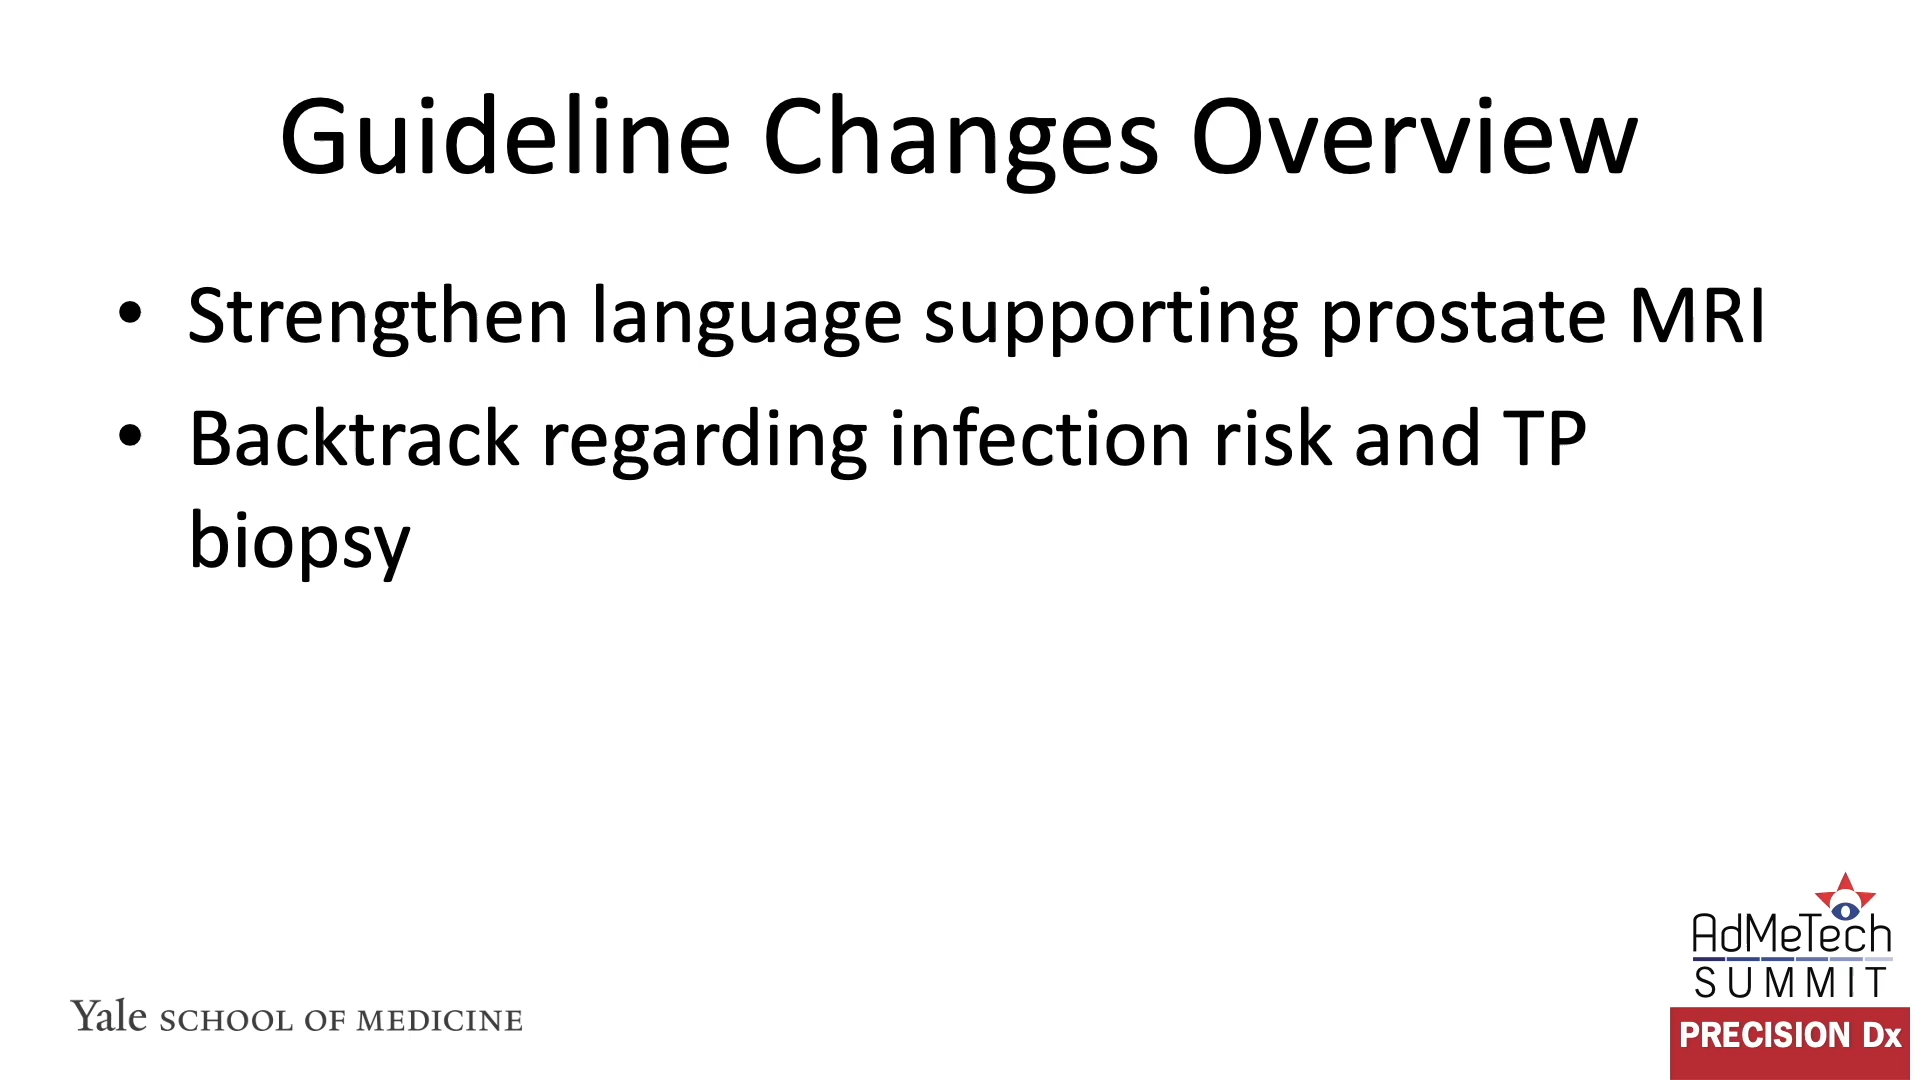 Guideline Changes Overview
• Strengthen language supporting prostate MRI
• Backtrack regarding infection risk and TP
biopsy
AdMeTech
SUMMIT
Yale SCHOOL OF MEDICINE
PRECISION Dx